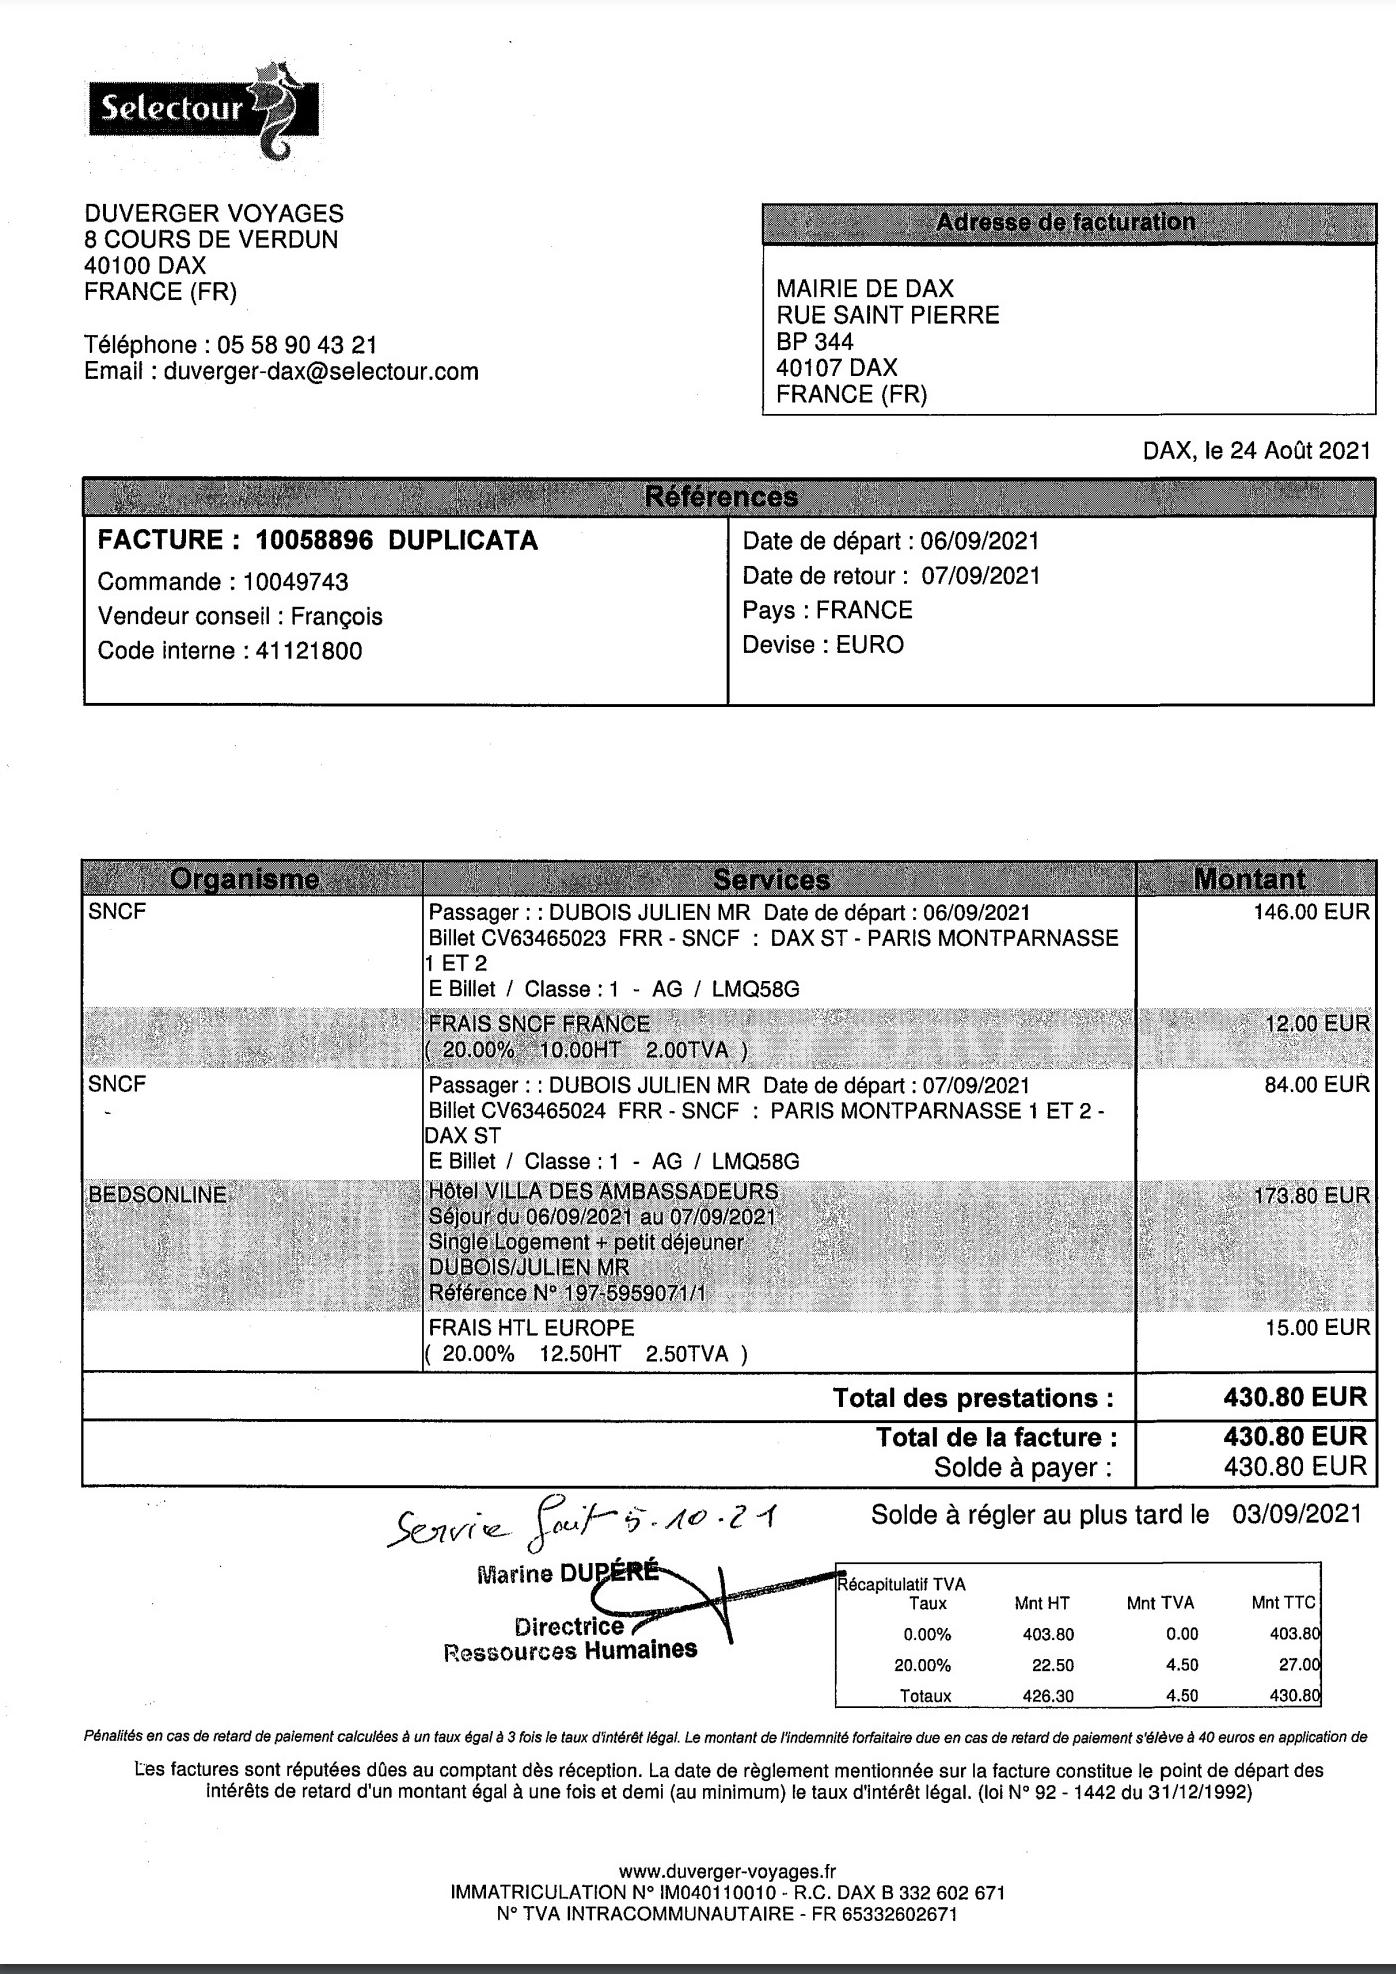 Selectour
DUVERGER VOYAGES
8 COURS DE VERDUN
40100 DAX
FRANCE (FR)
Téléphone : 05 58 90 43 21
Email : duverger-dax@selectour.com
Adresse de facturation
MAIRIE DE DAX
RUE SAINT PIERRE
BP 344
40107 DAX
FRANCE (FR)
DAX, le 24 Août 2021
Références
FACTURE : 10058896 DUPLICATA
Commande : 10049743
Vendeur conseil : François
Code interne : 41121800
Date de départ : 06/09/2021
Date de retour : 07/09/2021
Pays : FRANCE
Devise : EURO
Organisme Services Montant
SNCF Passager : : DUBOIS JULIEN MR Date de départ : 06/09/2021 146.00 EUR
Billet CV63465023 FRR - SNCF : DAX ST - PARIS MONTPARNASSE
1 ET 2
E Billet / Classe : 1 - AG / LMQ58G
FRAIS SNCF FRANCE 12.00 EUR
( 20.00% 10.00HT 2.00TVA )
SNCF Passager : : DUBOIS JULIEN MR Date de départ : 07/09/2021 84.00 EUR
Billet CV63465024 FRR - SNCF : PARIS MONTPARNASSE 1 ET 2 -
DAX ST
E Billet / Classe : 1 - AG / LMQ58G
BEDSONLINE Hôtel VILLA DES AMBASSADEURS 173.80 EUR
Séjour du 06/09/2021 au 07/09/2021
Single Logement + petit déjeuner
DUBOIS/JULIEN MR
Référence N° 197-5959071/1
FRAIS HTL EUROPE 15.00 EUR
( 20.00% 12.50HT 2.50TVA )
Total des prestations : 430.80 EUR
Total de la facture : 430.80 EUR
Solde à payer : 430.80 EUR
Service fait 5.10.21
Solde à régler au plus tard le 03/09/2021
Marine DUPÉRÉ
Directrice
Ressources Humaines
Récapitulatif TVA
Taux Mnt HT Mnt TVA Mnt TTC
0.00% 403.80 0.00 403.80
20.00% 22.50 4.50 27.00
Totaux 426.30 4.50 430.80
Pénalités en cas de retard de paiement calculées à un taux égal à 3 fois le taux d'intérêt légal. Le montant de l'indemnité forfaitaire due en cas de retard de paiement s'élève à 40 euros en application de
Les factures sont réputées dûes au comptant dès réception. La date de règlement mentionnée sur la facture constitue le point de départ des
intérêts de retard d'un montant égal à une fois et demi (au minimum) le taux d'intérêt légal. (loi N° 92 - 1442 du 31/12/1992)
www.duverger-voyages.fr
IMMATRICULATION N° IM040110010 - R.C. DAX B 332 602 671
N° TVA INTRACOMMUNAUTAIRE - FR 65332602671